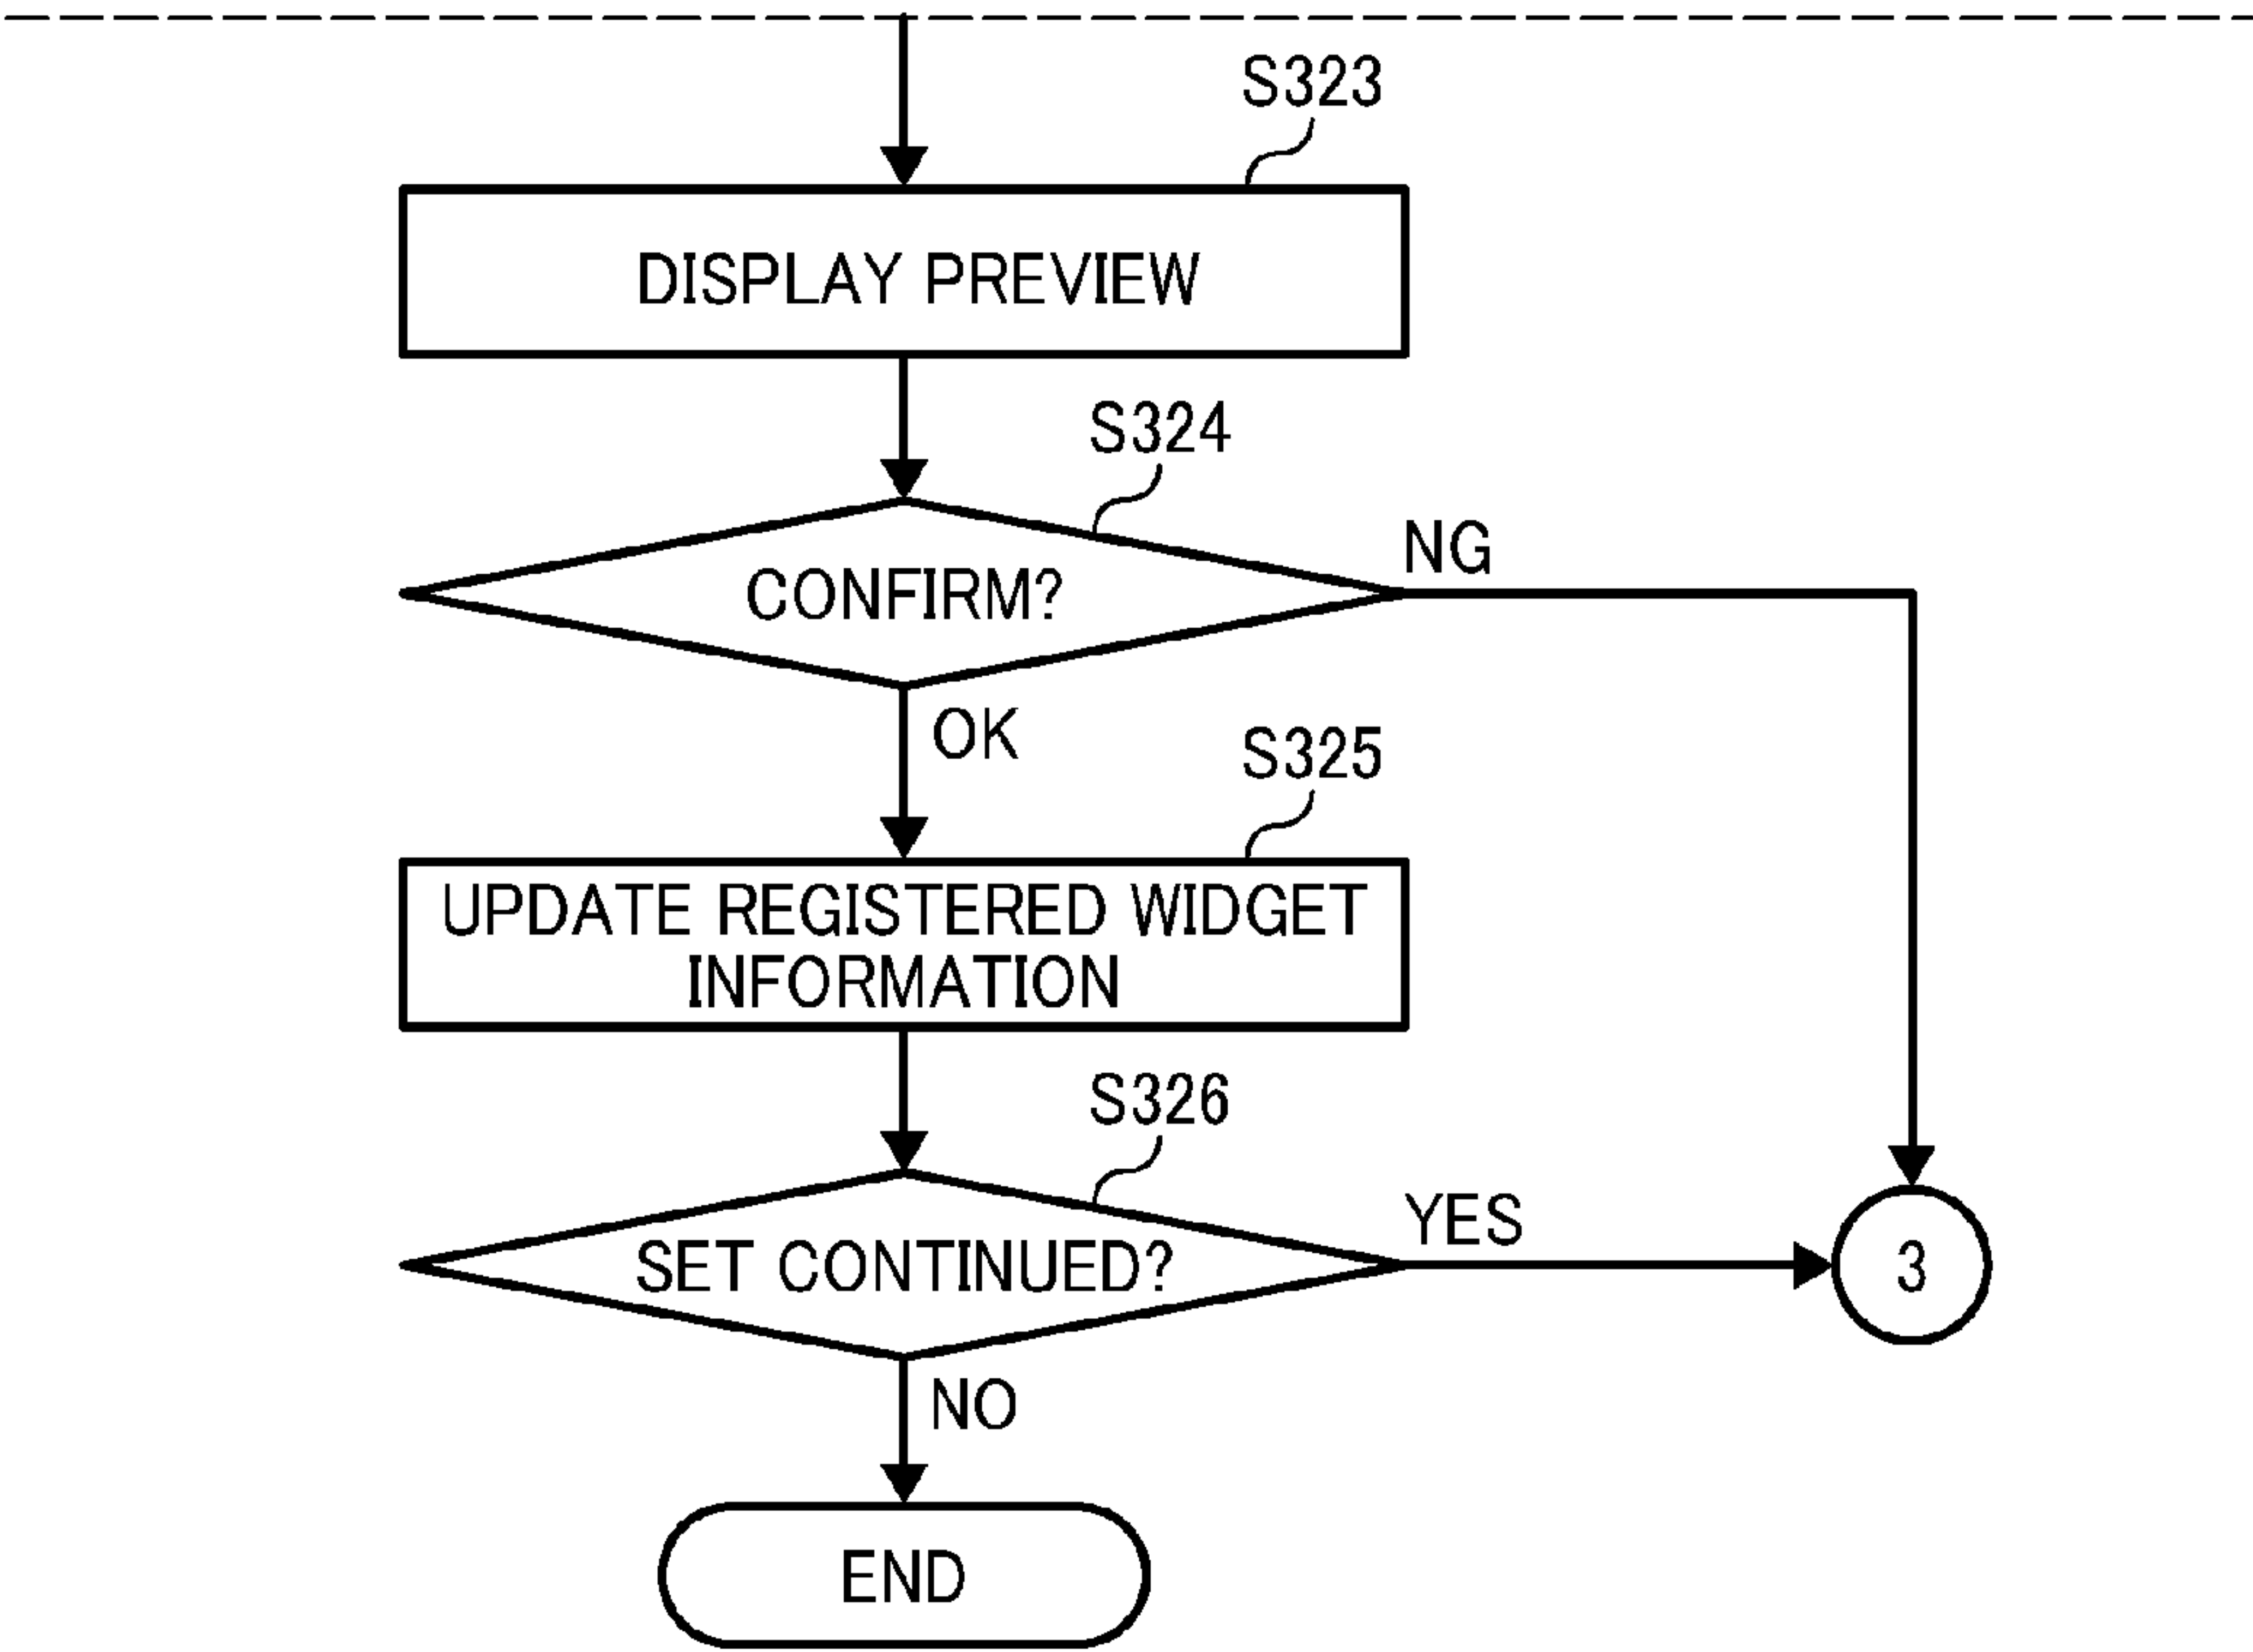 S323
DISPLAY PREVIEW
S324
CONFIRM?
NG
OK
S325
UPDATE REGISTERED WIDGET
INFORMATION
S326
SET CONTINUED?
YES
3
NO
END